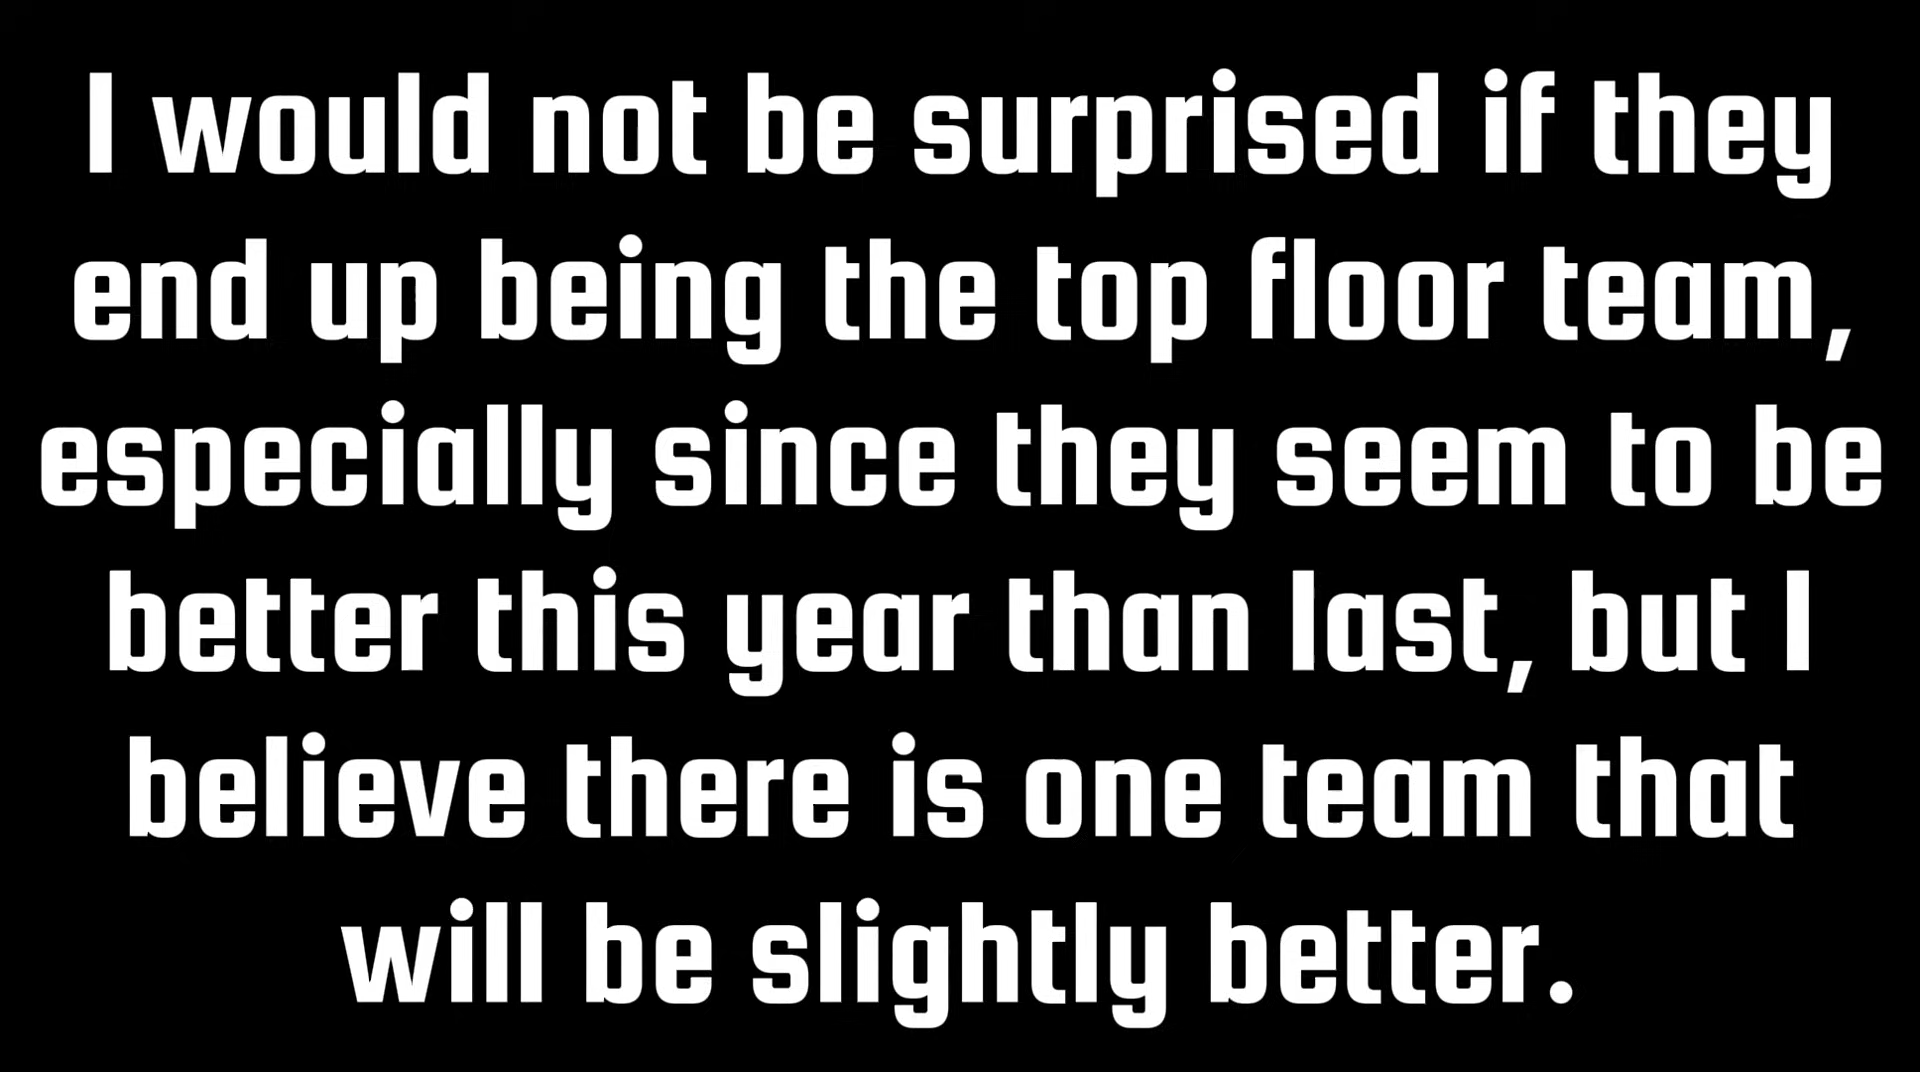 I would not be surprised if they
end up being the top floor team,
especially since they seem to be
better this year than last, but I
believe there is one team that
will be slightly better.